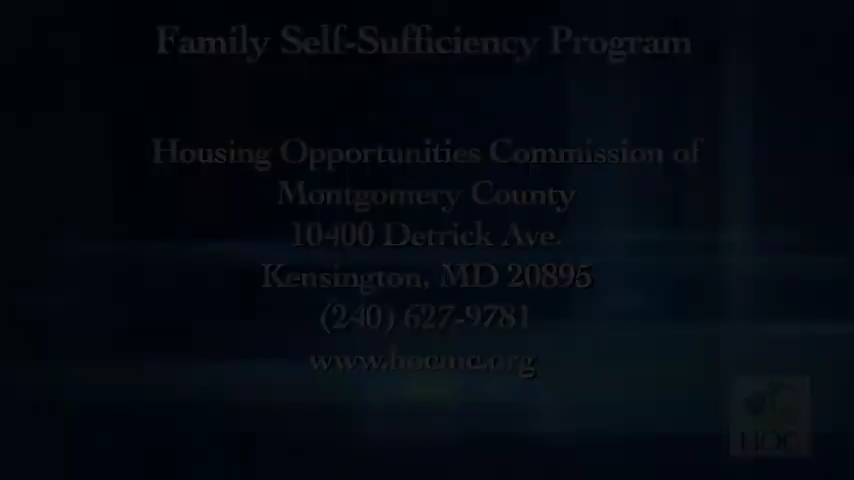 Family Self-Sufficiency Program
Housing Opportunities Commission of
Montgomery County
10400 Detrick Ave.
Kensington, MD 20895
(240) 627-9781
www.hocmc.org
HOC